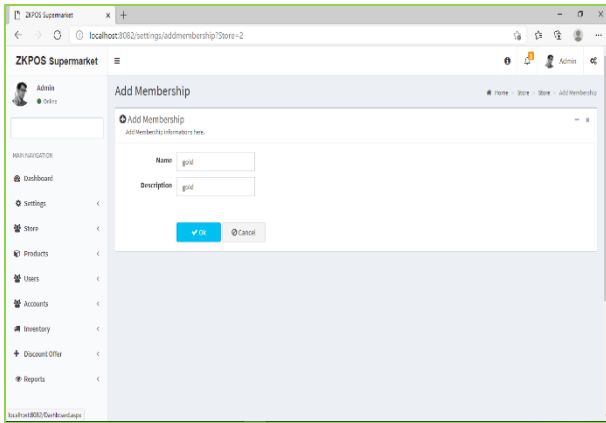 ZKPOS Supermarket
localhost:8082/settings/addmembership?Store=2
ZKPOS Supermarket
Admin
Admin
Online
Add Membership
Home > Store > Store > Add Membership
Add Membership
Add Membership informations here.
Name gold
Description gold
Ok Cancel
MAIN NAVIGATION
Dashboard
Settings
Store
Products
Users
Accounts
Inventory
Discount Offer
Reports
localhost:8082/Dashboard.aspx